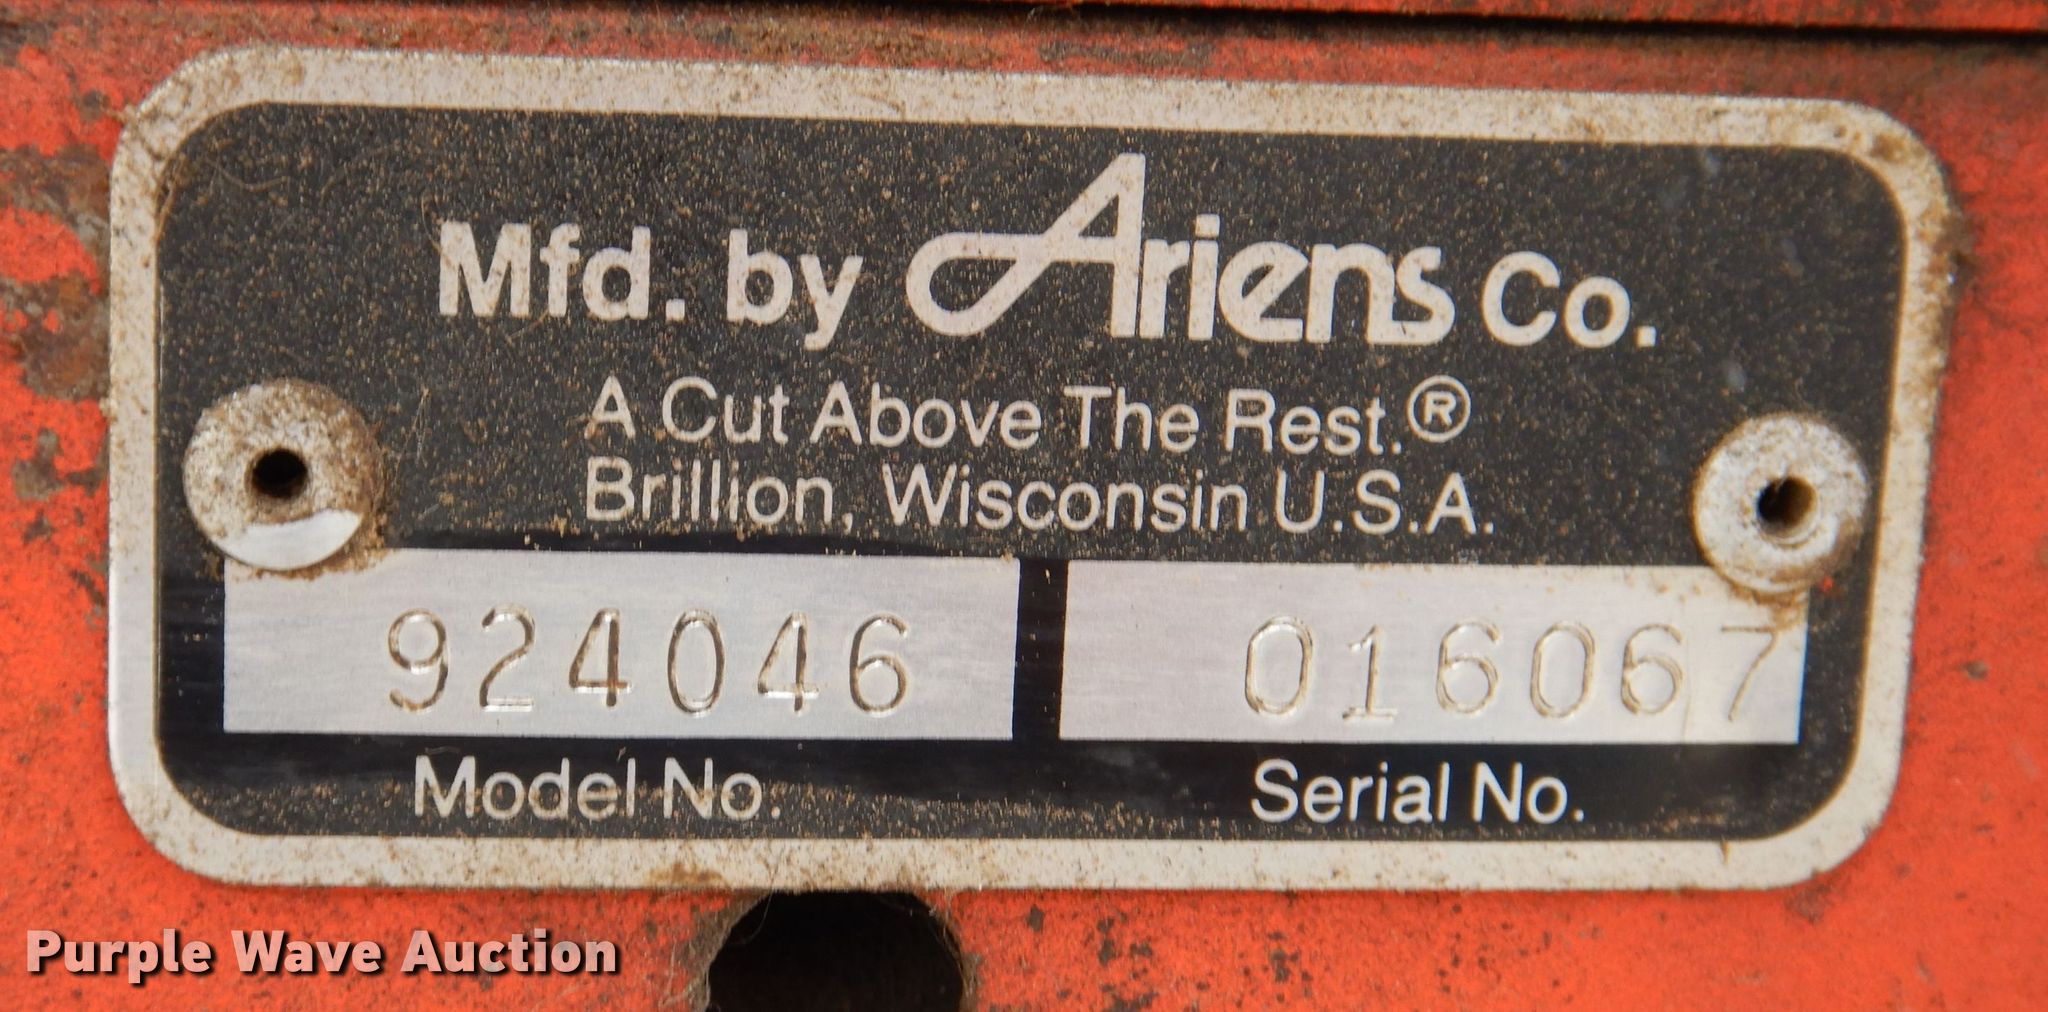 Mfd. by Ariens Co.
A Cut Above The Rest.®
Brillion, Wisconsin U.S.A.
924046 016067
Model No. Serial No.
Purple Wave Auction